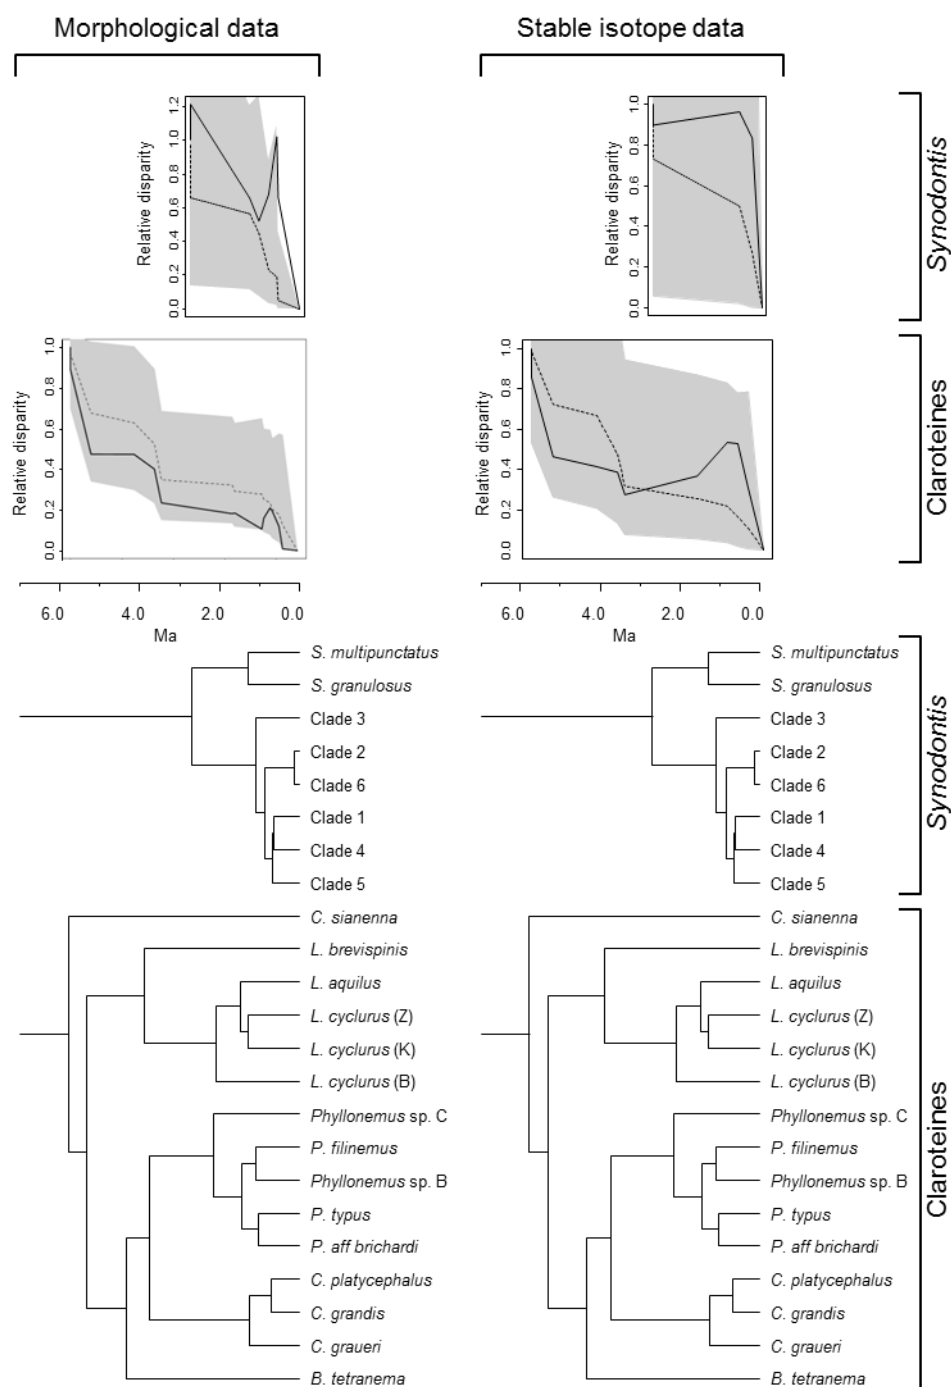 Morphological data
Stable isotope data
Relative disparity
0.0 0.2 0.4 0.6 0.8 1.0 1.2
Relative disparity
0.0 0.2 0.4 0.6 0.8 1.0
Synodontis
Relative disparity
0.0 0.2 0.4 0.6 0.8 1.0
Relative disparity
0.0 0.2 0.4 0.6 0.8 1.0
Claroteines
6.0 4.0 2.0 0.0
Ma
6.0 4.0 2.0 0.0
Ma
S. multipunctatus
S. granulosus
Clade 3
Clade 2
Clade 6
Clade 1
Clade 4
Clade 5
S. multipunctatus
S. granulosus
Clade 3
Clade 2
Clade 6
Clade 1
Clade 4
Clade 5
Synodontis
C. sianenna
L. brevispinis
L. aquilus
L. cyclurus (Z)
L. cyclurus (K)
L. cyclurus (B)
Phyllonemus sp. C
P. filinemus
Phyllonemus sp. B
P. typus
P. aff brichardi
C. platycephalus
C. grandis
C. graueri
B. tetranema
C. sianenna
L. brevispinis
L. aquilus
L. cyclurus (Z)
L. cyclurus (K)
L. cyclurus (B)
Phyllonemus sp. C
P. filinemus
Phyllonemus sp. B
P. typus
P. aff brichardi
C. platycephalus
C. grandis
C. graueri
B. tetranema
Claroteines